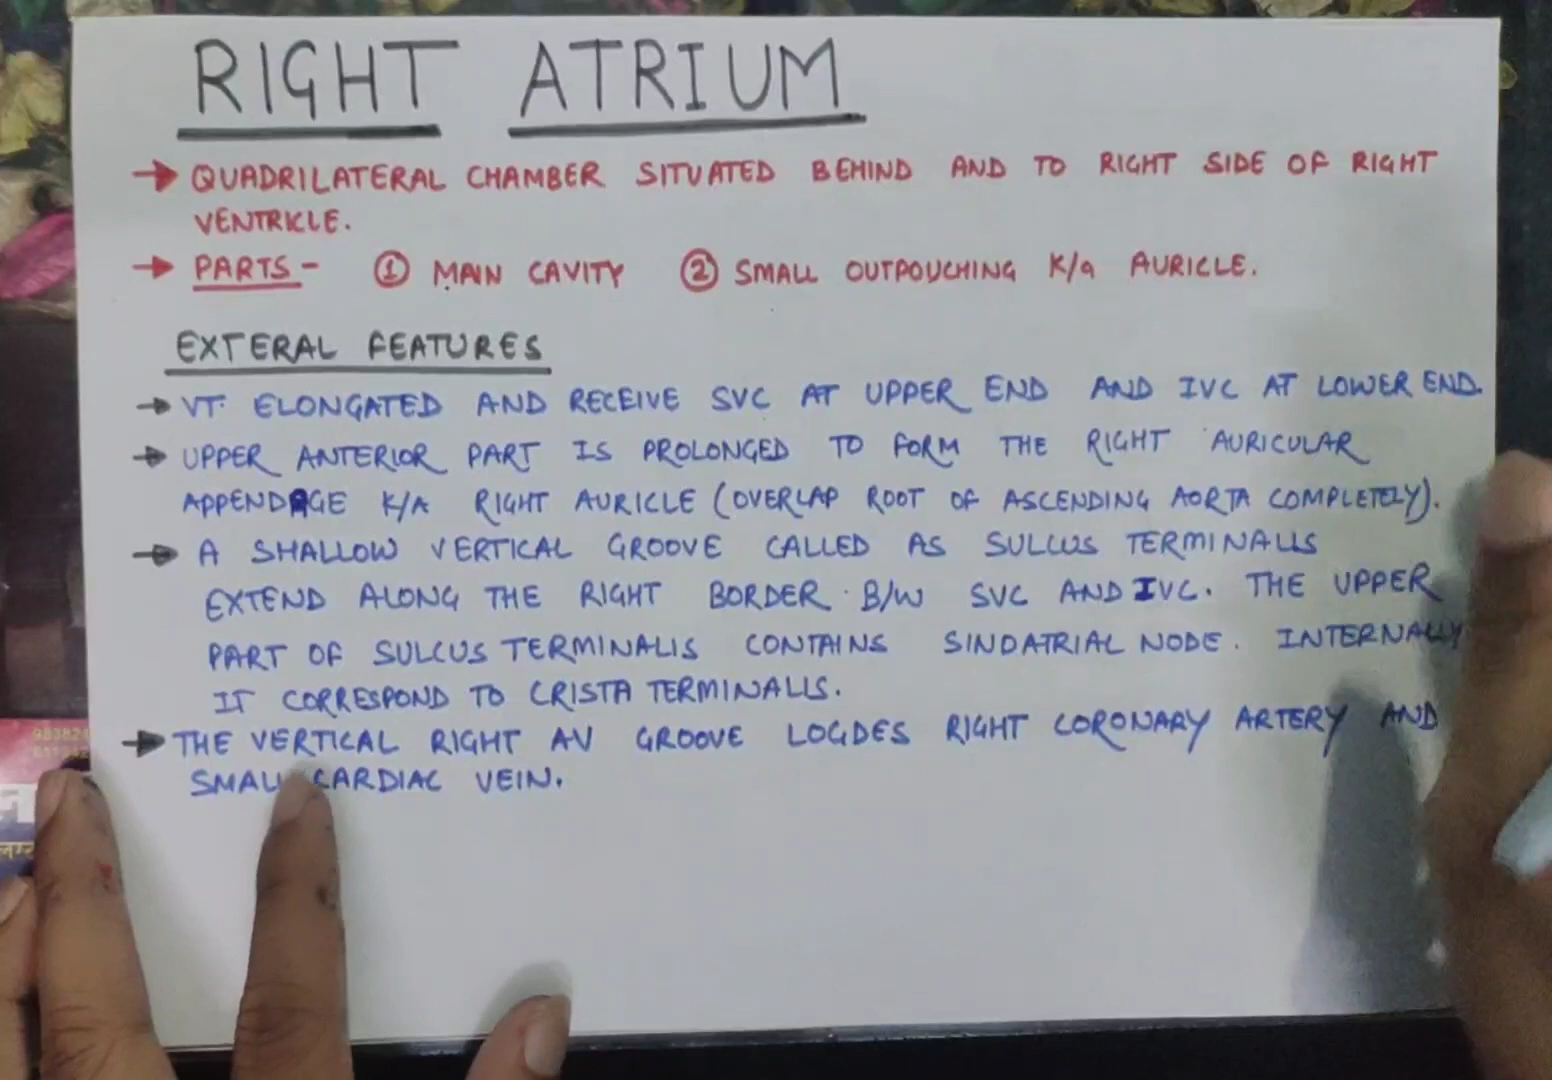 RIGHT ATRIUM
→ QUADRILATERAL CHAMBER SITUATED BEHIND AND TO RIGHT SIDE OF RIGHT
VENTRICLE.
→ PARTS - ① MAIN CAVITY ② SMALL OUTPOUCHING K/a AURICLE.
EXTERAL FEATURES
→ VT. ELONGATED AND RECEIVE SVC AT UPPER END AND IVC AT LOWER END.
→ UPPER ANTERIOR PART IS PROLONGED TO FORM THE RIGHT AURICULAR
APPENDAGE K/A RIGHT AURICLE (OVERLAP ROOT OF ASCENDING AORTA COMPLETELY).
→ A SHALLOW VERTICAL GROOVE CALLED AS SULCUS TERMINALIS
EXTEND ALONG THE RIGHT BORDER B/W SVC AND IVC. THE UPPER
PART OF SULCUS TERMINALIS CONTAINS SINOATRIAL NODE. INTERNALLY
IT CORRESPOND TO CRISTA TERMINALIS.
→ THE VERTICAL RIGHT AV GROOVE LOGDES RIGHT CORONARY ARTERY AND
SMALL CARDIAC VEIN.